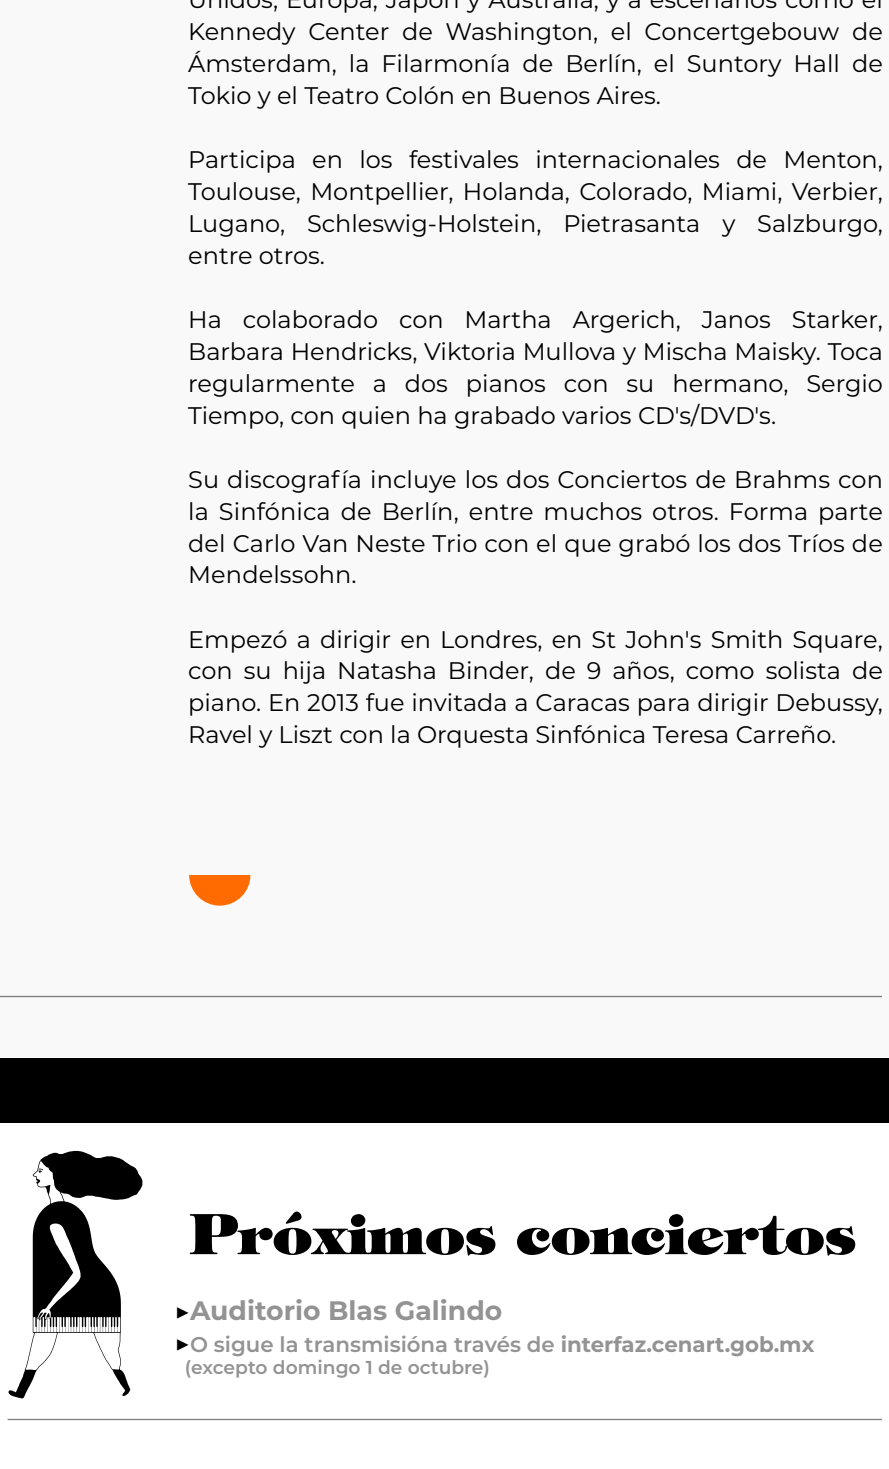 Unidos, Europa, Japón y Australia, y a escenarios como el
Kennedy Center de Washington, el Concertgebouw de
Ámsterdam, la Filarmonía de Berlín, el Suntory Hall de
Tokio y el Teatro Colón en Buenos Aires.
Participa en los festivales internacionales de Menton,
Toulouse, Montpellier, Holanda, Colorado, Miami, Verbier,
Lugano, Schleswig-Holstein, Pietrasanta y Salzburgo,
entre otros.
Ha colaborado con Martha Argerich, Janos Starker,
Barbara Hendricks, Viktoria Mullova y Mischa Maisky. Toca
regularmente a dos pianos con su hermano, Sergio
Tiempo, con quien ha grabado varios CD's/DVD's.
Su discografía incluye los dos Conciertos de Brahms con
la Sinfónica de Berlín, entre muchos otros. Forma parte
del Carlo Van Neste Trio con el que grabó los dos Tríos de
Mendelssohn.
Empezó a dirigir en Londres, en St John's Smith Square,
con su hija Natasha Binder, de 9 años, como solista de
piano. En 2013 fue invitada a Caracas para dirigir Debussy,
Ravel y Liszt con la Orquesta Sinfónica Teresa Carreño.
Próximos conciertos
▸Auditorio Blas Galindo
▸O sigue la transmisióna través de interfaz.cenart.gob.mx
(excepto domingo 1 de octubre)